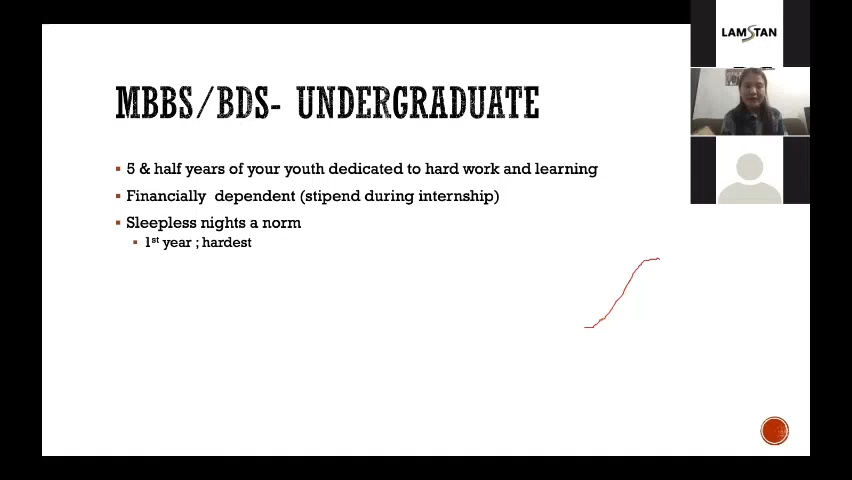 LAMSTAN
MBBS/BDS- UNDERGRADUATE
5 & half years of your youth dedicated to hard work and learning
Financially dependent (stipend during internship)
Sleepless nights a norm
1st year ; hardest